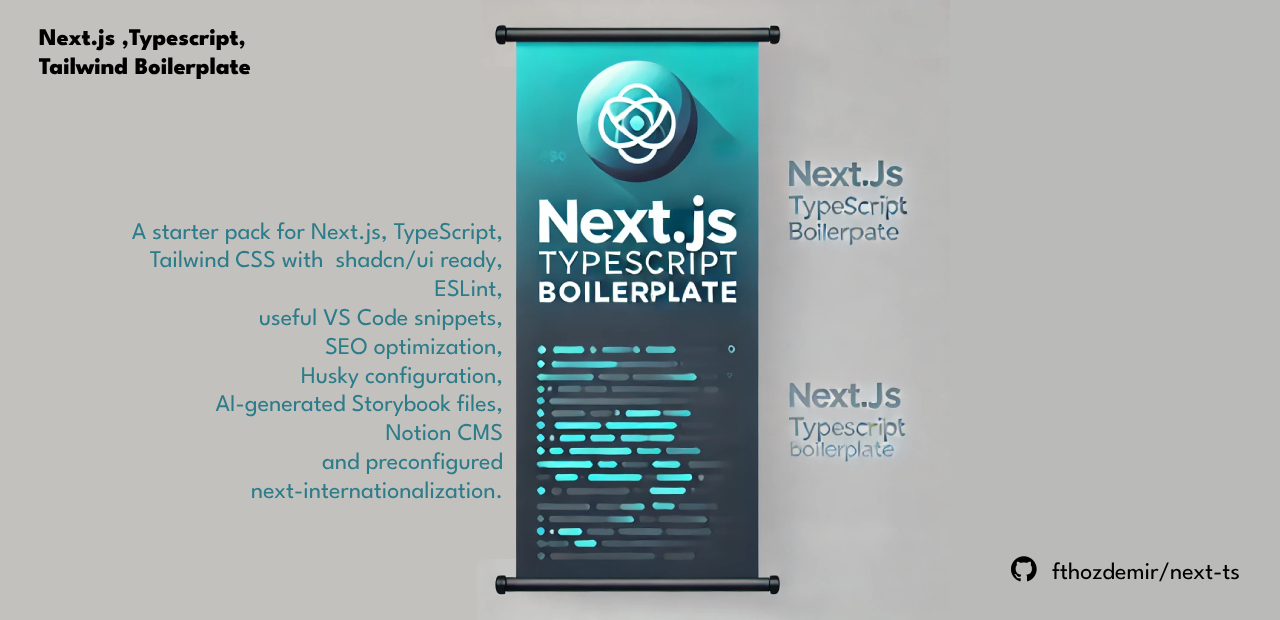 Next.js ,Typescript,
Tailwind Boilerplate
A starter pack for Next.js, TypeScript,
Tailwind CSS with  shadcn/ui ready,
ESLint,
useful VS Code snippets,
SEO optimization,
Husky configuration,
AI-generated Storybook files,
Notion CMS
and preconfigured
next-internationalization.
Next.js
TYPESCRIPT
BOILERPLATE
Next.Js
TypeScript
Boilerpate
Next.Js
Typescript
boilerplate
fthozdemir/next-ts